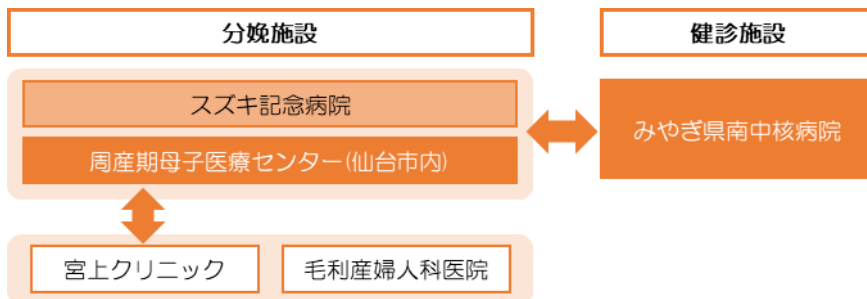 分娩施設
健診施設
スズキ記念病院
周産期母子医療センター(仙台市内)
みやぎ県南中核病院
宮上クリニック
毛利産婦人科医院